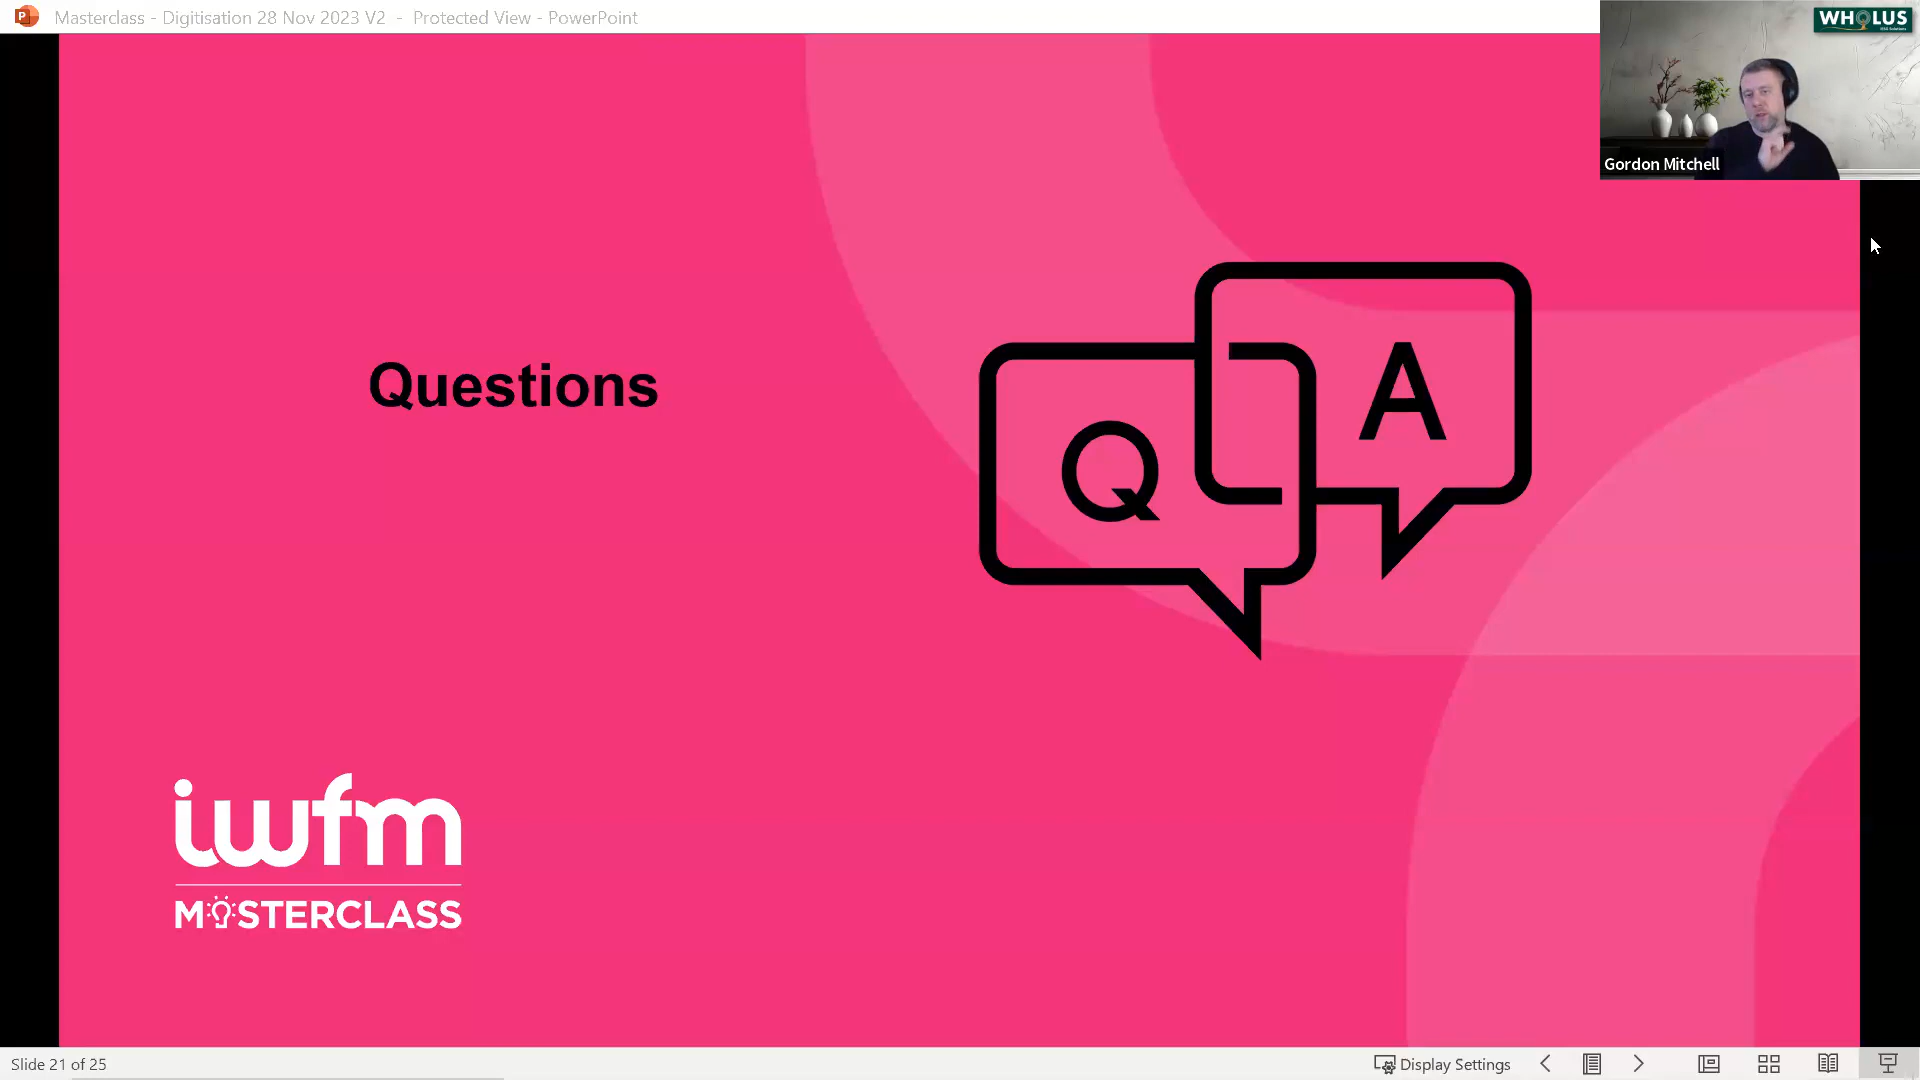 Masterclass - Digitisation 28 Nov 2023 V2 - Protected View - PowerPoint
WHOLUS
Gordon Mitchell
Questions
Q
A
iwfm
MASTERCLASS
Slide 21 of 25
Display Settings